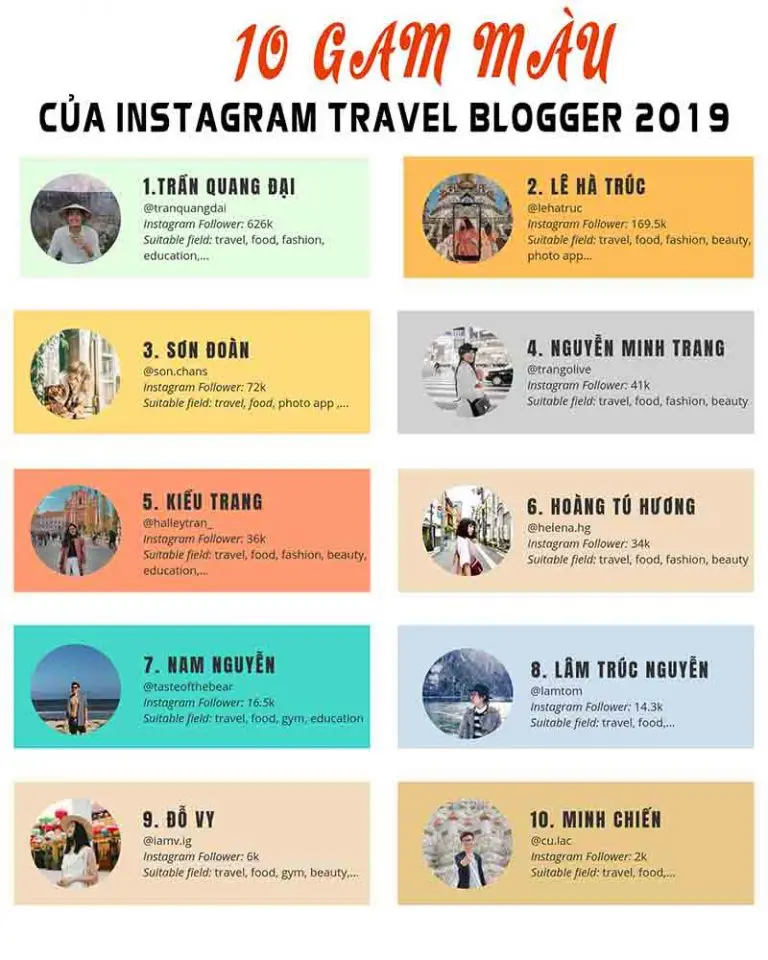 10 GAM MÀU
CỦA INSTAGRAM TRAVEL BLOGGER 2019
1.TRẦN QUANG ĐẠI
@tranquangdai
Instagram Follower: 626k
Suitable field: travel, food, fashion,
education,...
2. LÊ HÀ TRÚC
@lehatruc
Instagram Follower: 169.5k
Suitable field: travel, food, fashion, beauty,
photo app...
3. SƠN ĐOÀN
@son.chans
Instagram Follower: 72k
Suitable field: travel, food, photo app ,...
4. NGUYỄN MINH TRANG
@trangolive
Instagram Follower: 41k
Suitable field: travel, food, fashion, beauty
5. KIỀU TRANG
@halleytran_
Instagram Follower: 36k
Suitable field: travel, food, fashion, beauty,
education,...
6. HOÀNG TÚ HƯƠNG
@helena.hg
Instagram Follower: 34k
Suitable field: travel, food, fashion, beauty
7. NAM NGUYỄN
@tasteofthebear
Instagram Follower: 16.5k
Suitable field: travel, food, gym, education
8. LÂM TRÚC NGUYỄN
@lamtom
Instagram Follower: 14.3k
Suitable field: travel, food,...
9. ĐỖ VY
@iamv.ig
Instagram Follower: 6k
Suitable field: travel, food, gym, beauty,...
10. MINH CHIẾN
@cu.lac
Instagram Follower: 2k
Suitable field: travel, food,...